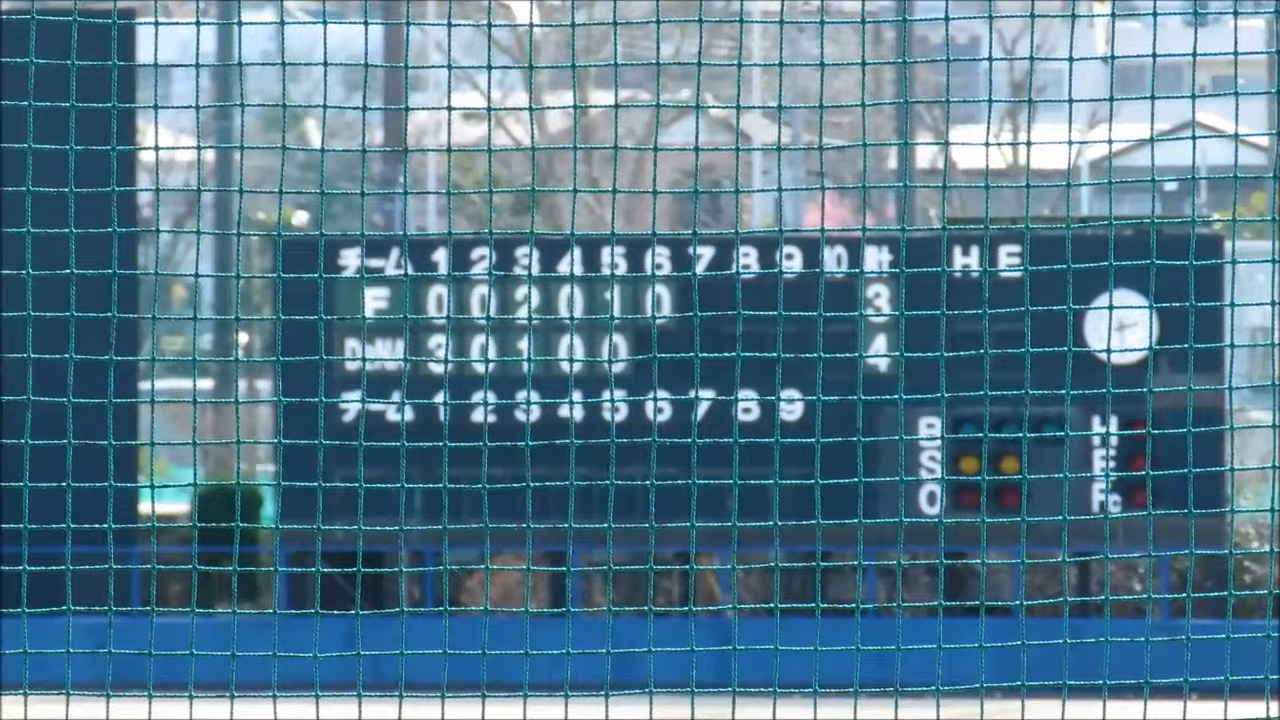 チーム 1 2 3 4 5 6 7 8 9 10 計 H E
F 0 0 2 0 1 0 3
DeNA 3 0 1 0 0 4
チーム 1 2 3 4 5 6 7 8 9
B H
S E
O Fc